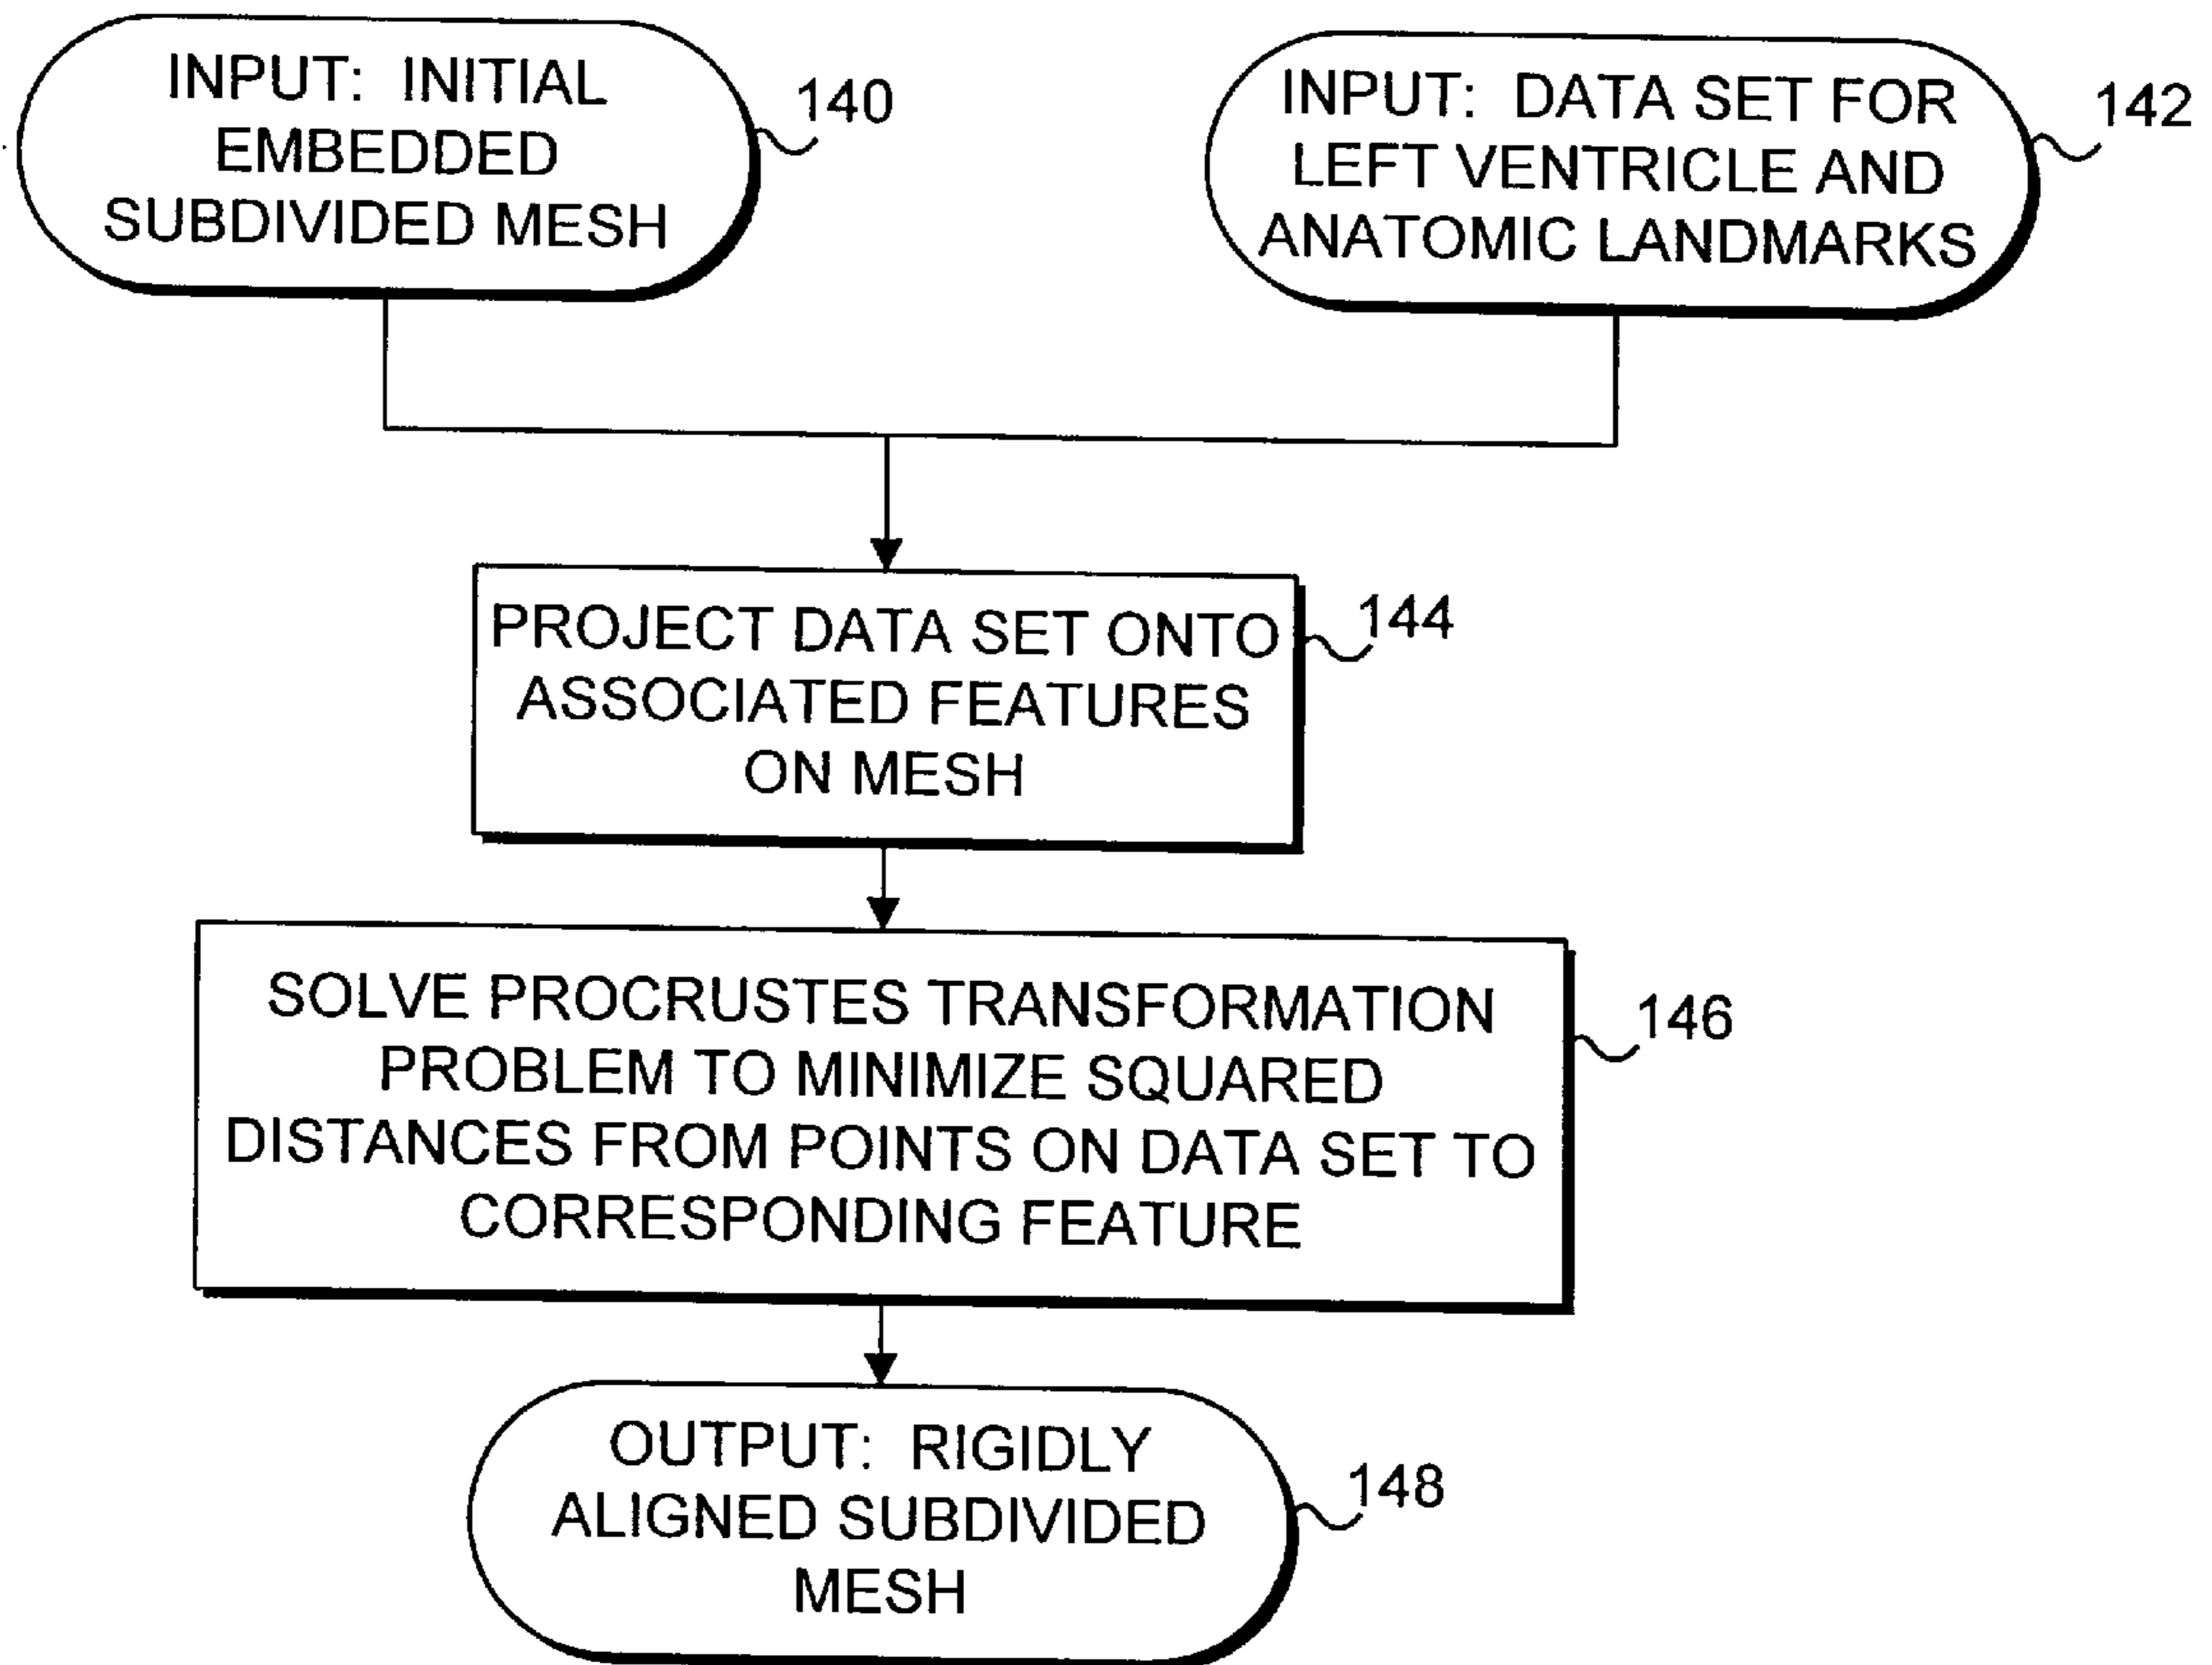 INPUT: INITIAL
EMBEDDED
SUBDIVIDED MESH
140
INPUT: DATA SET FOR
LEFT VENTRICLE AND
ANATOMIC LANDMARKS
142
PROJECT DATA SET ONTO
ASSOCIATED FEATURES
ON MESH
144
SOLVE PROCRUSTES TRANSFORMATION
PROBLEM TO MINIMIZE SQUARED
DISTANCES FROM POINTS ON DATA SET TO
CORRESPONDING FEATURE
146
OUTPUT: RIGIDLY
ALIGNED SUBDIVIDED
MESH
148